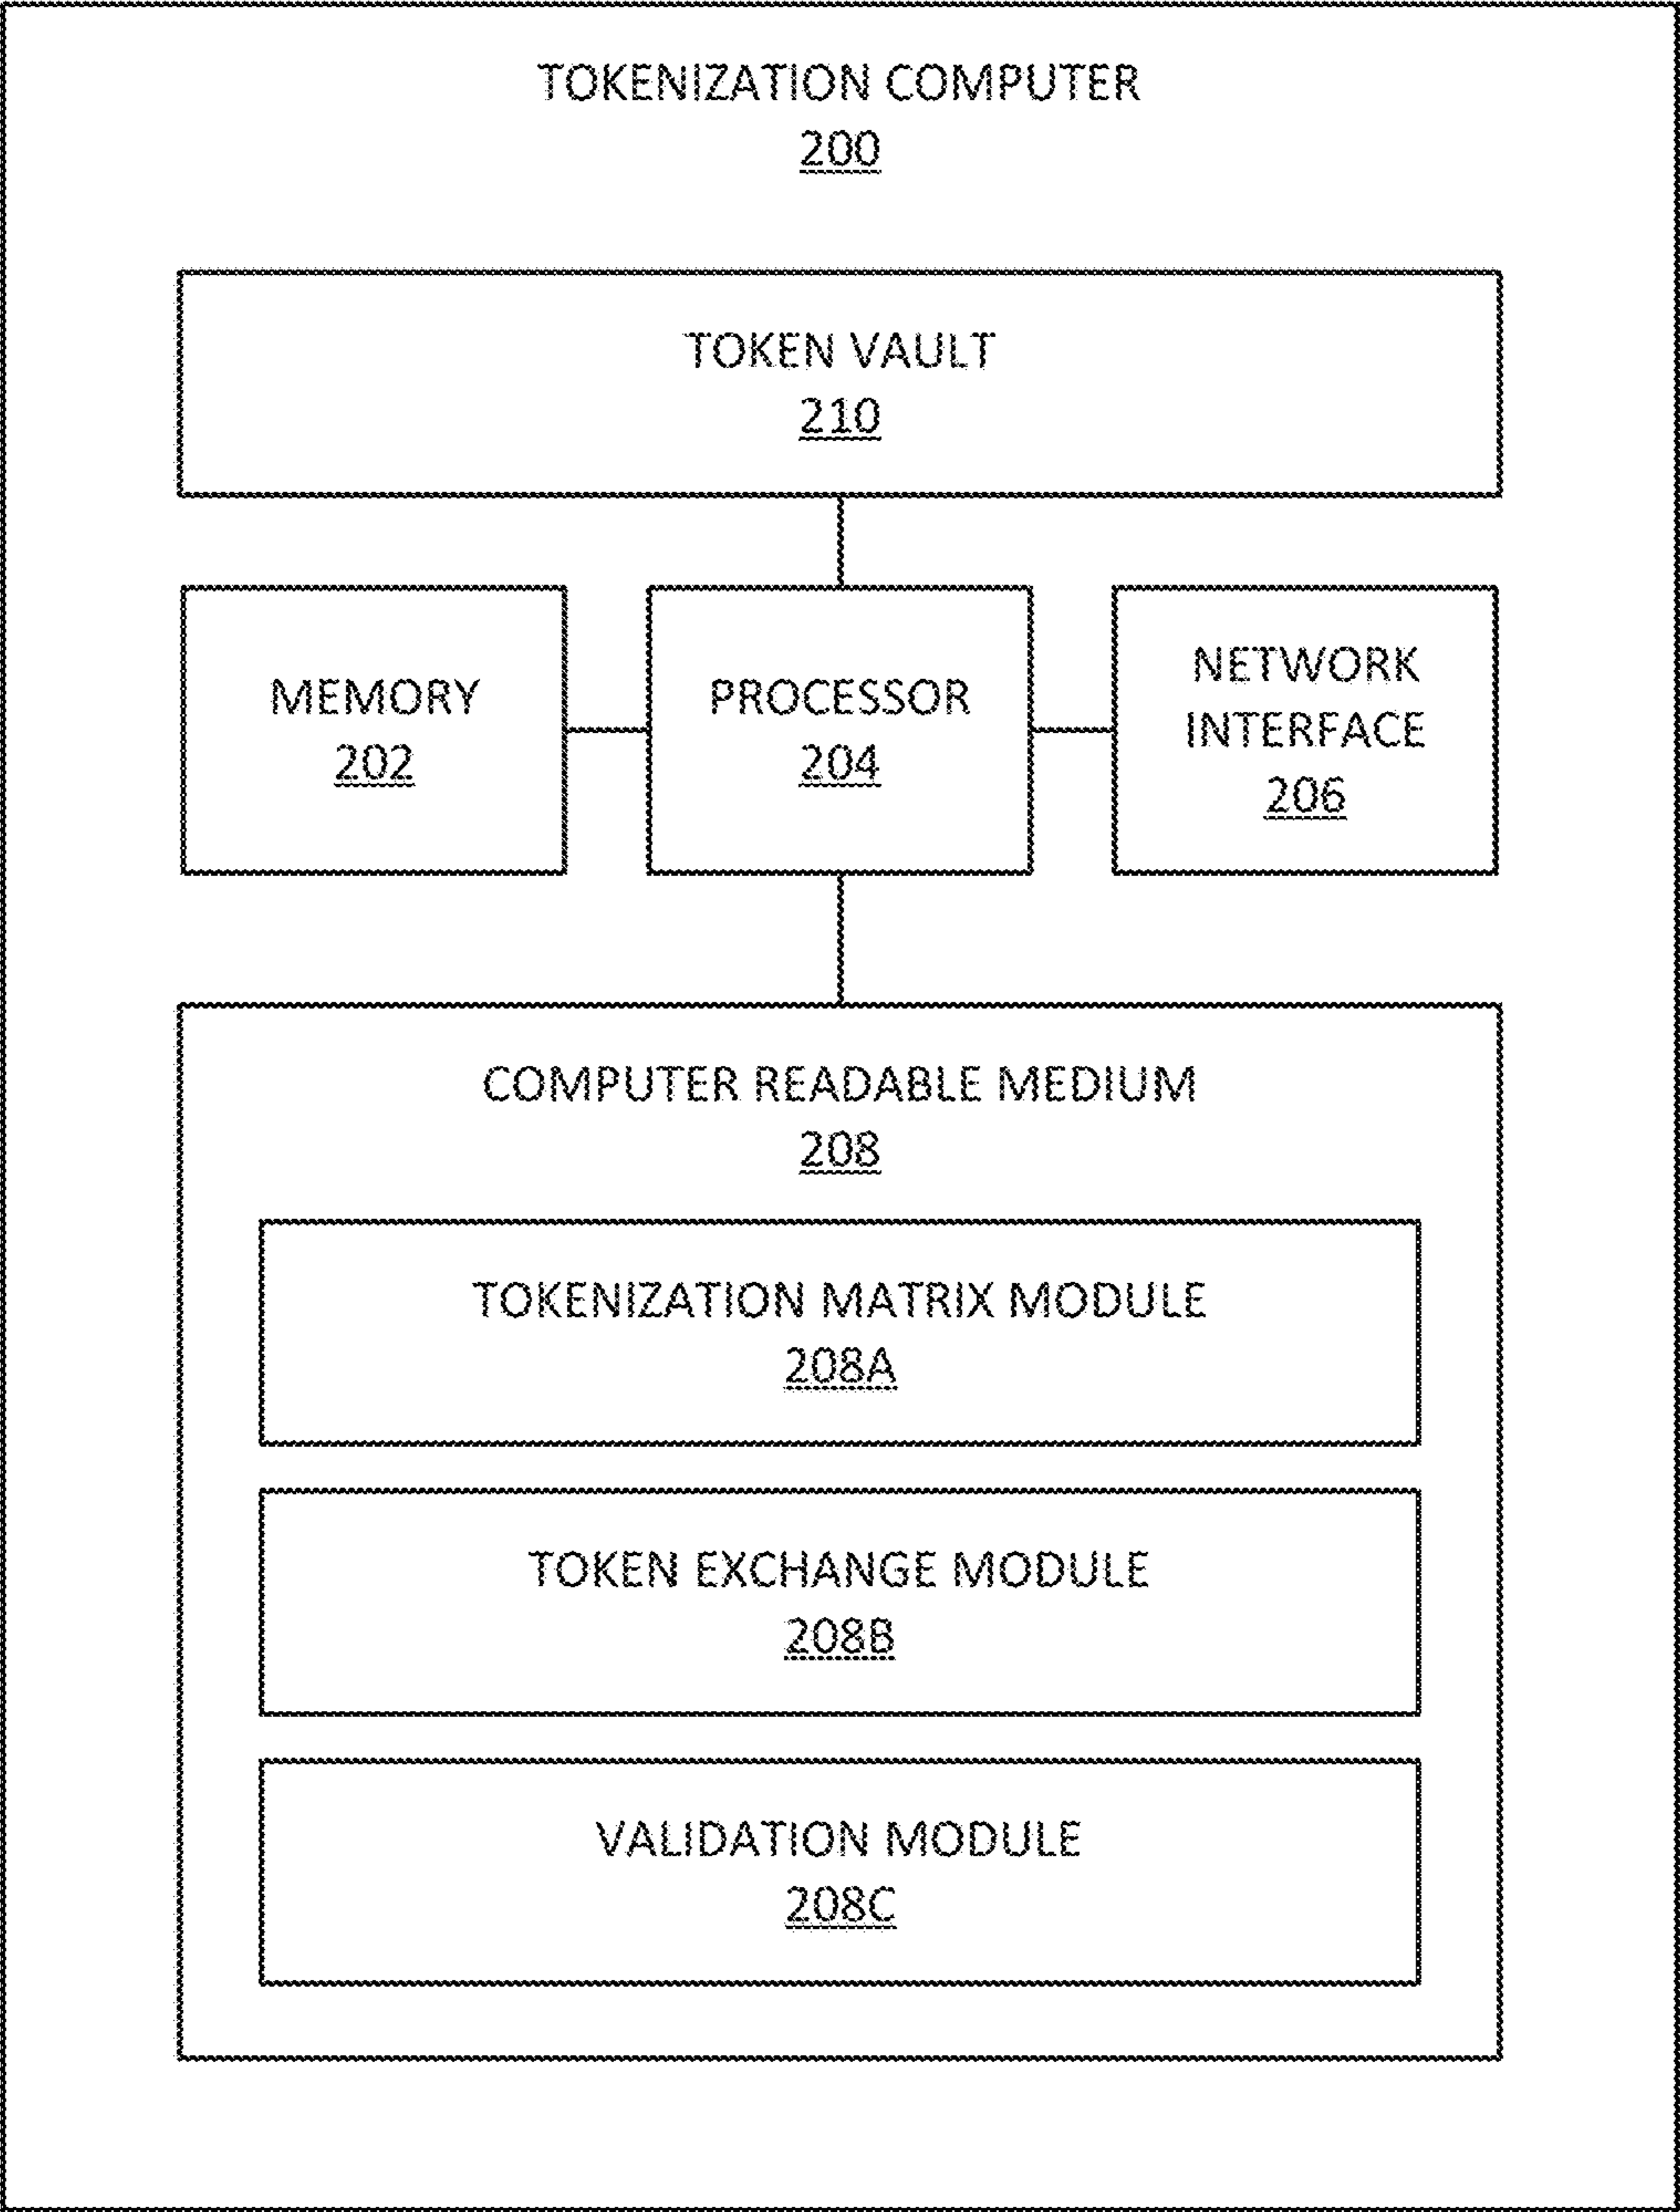 TOKENIZATION COMPUTER
200
TOKEN VAULT
210
MEMORY
202
PROCESSOR
204
NETWORK
INTERFACE
206
COMPUTER READABLE MEDIUM
208
TOKENIZATION MATRIX MODULE
208A
TOKEN EXCHANGE MODULE
208B
VALIDATION MODULE
208C